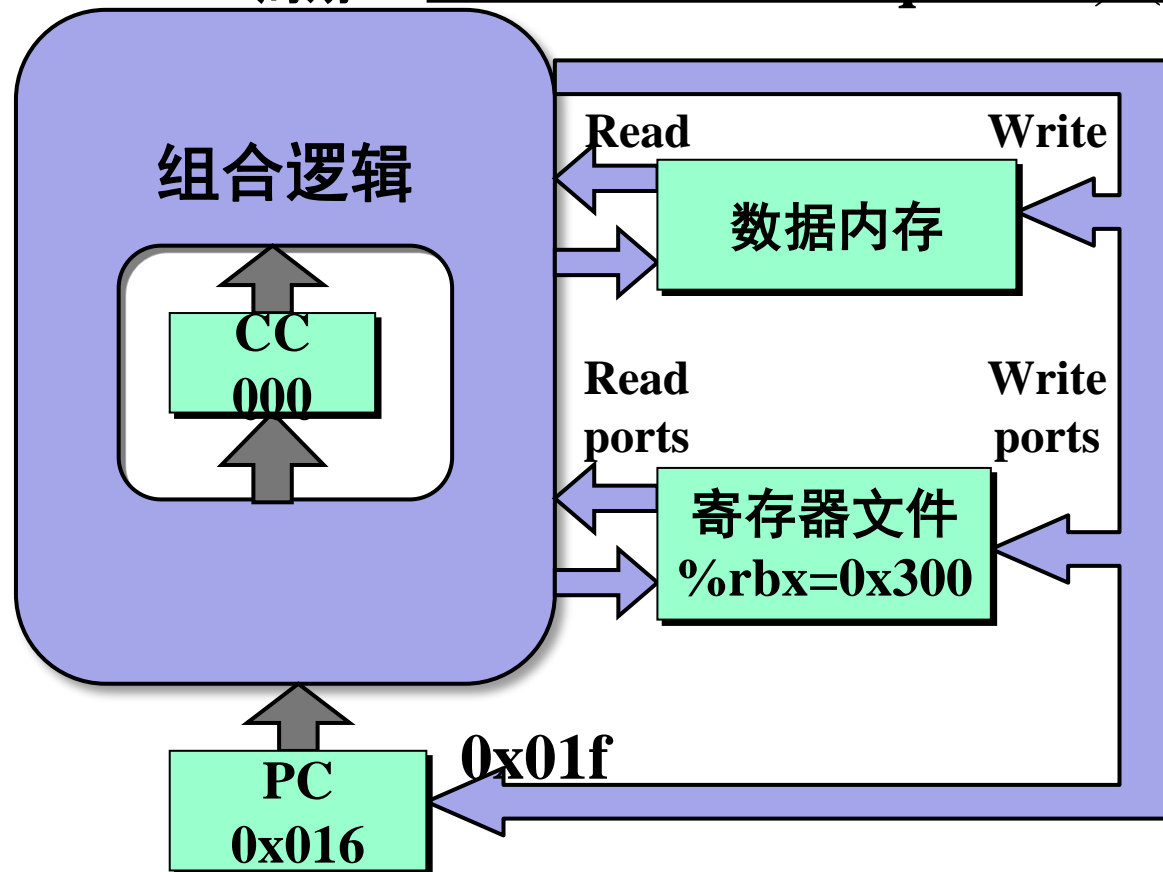 Read
Write
组合逻辑
数据内存
CC
000
Read
ports
Write
ports
寄存器文件
%rbx=0x300
0x01f
PC
0x016